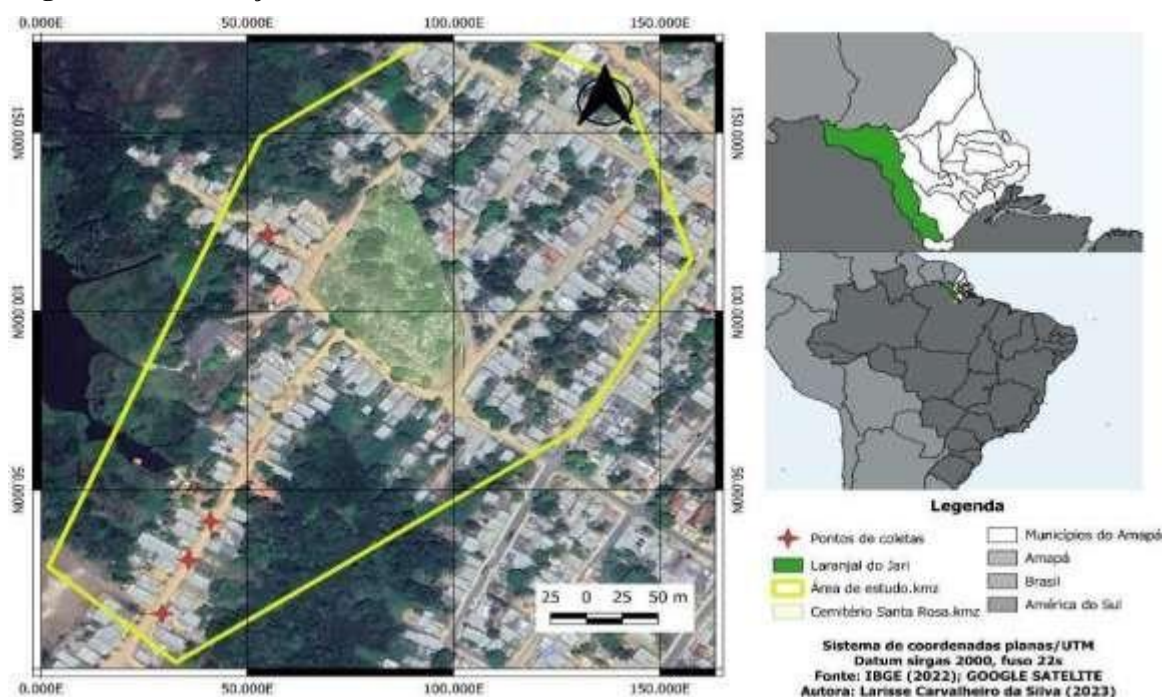 0.000E 50.000E 100.000E 150.000E
150.000N
100.000N
50.000N
150.000N
100.000N
50.000N
0.000E 50.000E 100.000E 150.000E
25 0 25 50 m
Legenda
Pontos de coletas
Laranjal do Jari
Área de estudo.kmz
Cemitério Santa Rosa.kmz
Municípios do Amapá
Amapá
Brasil
América do Sul
Sistema de coordenadas planas/UTM
Datum sirgas 2000, fuso 22s
Fonte: IBGE (2022); GOOGLE SATELITE
Autora: Larisse Carvalheiro da Silva (2023)